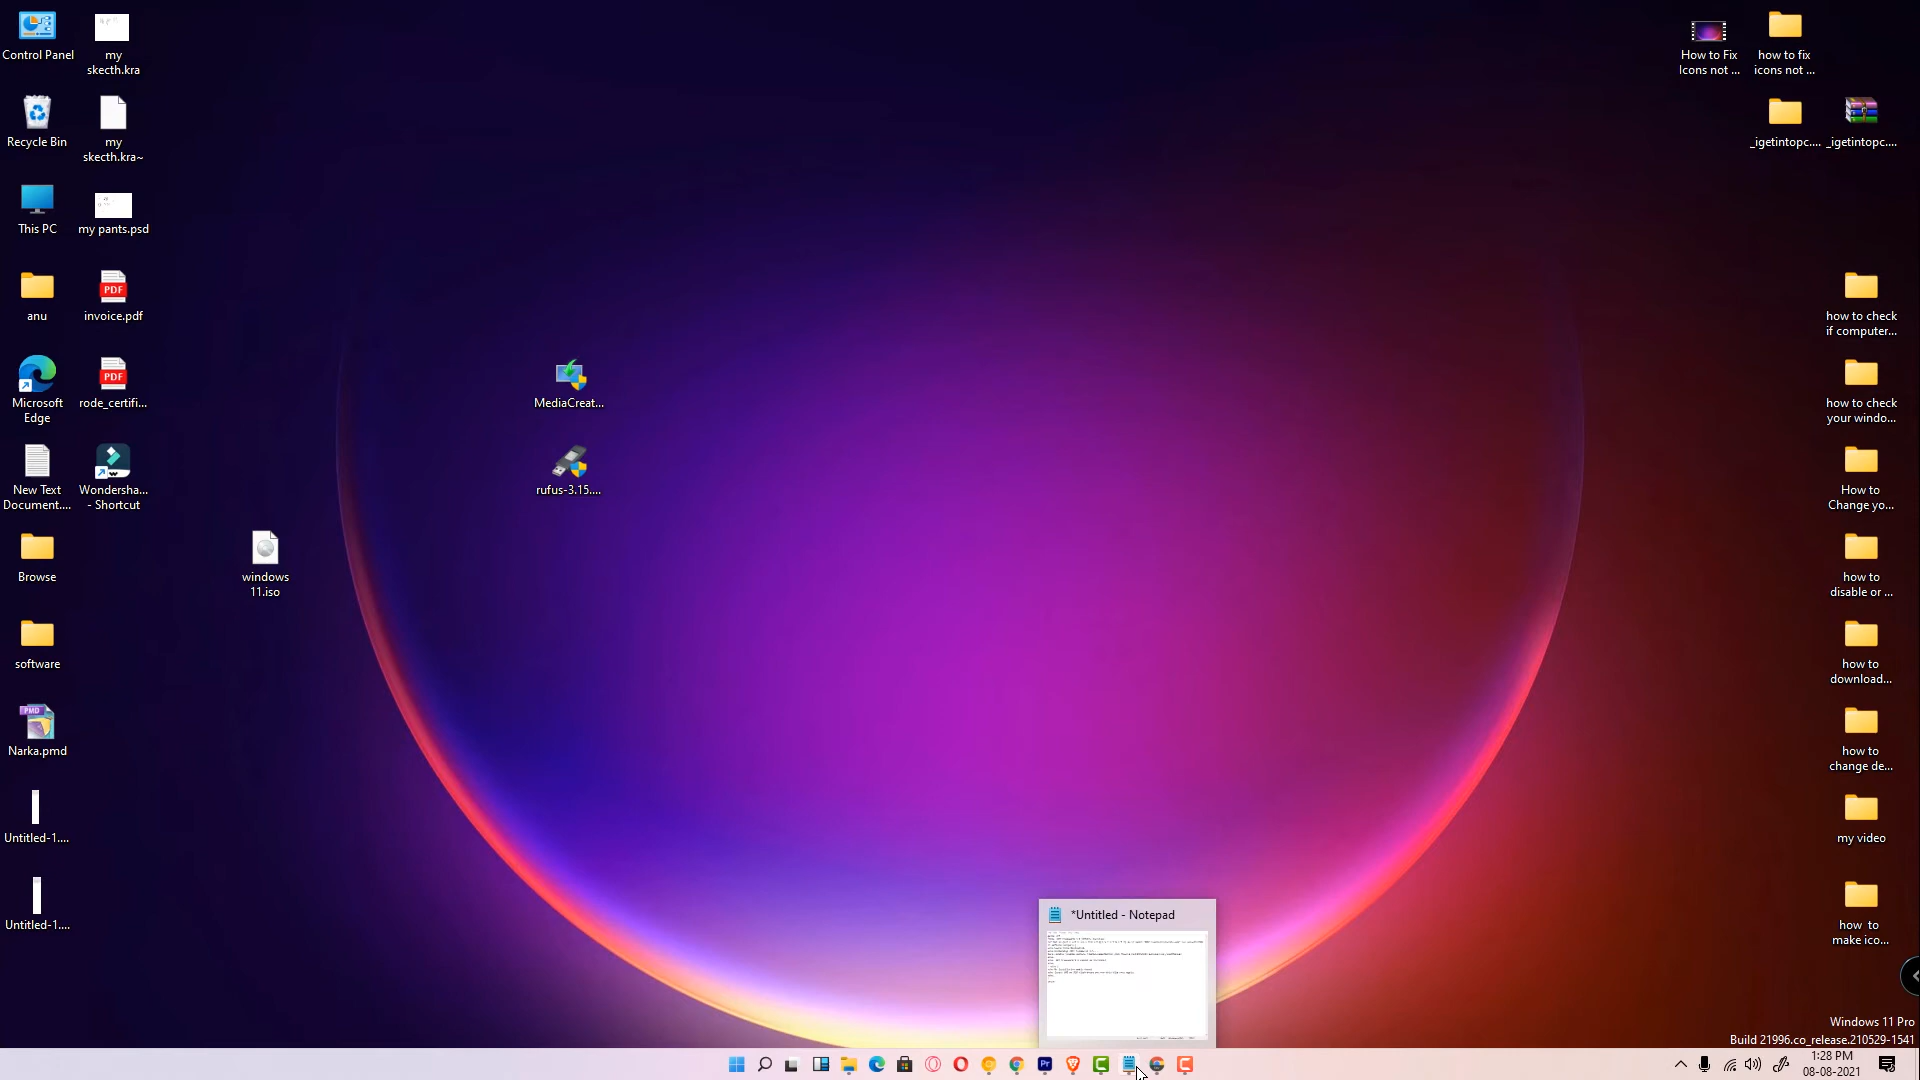 Control Panel
my
skecth.kra
Recycle Bin
my
skecth.kra~
This PC
my pants.psd
anu
invoice.pdf
Microsoft
Edge
rode_certifi...
New Text
Document....
Wondersha...
- Shortcut
Browse
windows
11.iso
software
PMD
Narka.pmd
Untitled-1....
Untitled-1....
MediaCreat...
rufus-3.15....
How to Fix
Icons not ...
how to fix
icons not ...
_igetintopc....
_igetintopc....
how to check
if computer...
how to check
your windo...
How to
Change yo...
how to
disable or ...
how to
download...
how to
change de...
my video
how to
make ico...
PDF
PDF
*Untitled - Notepad
Windows 11 Pro
Build 21996.co_release.210529-1541
Pr
1:28 PM
08-08-2021